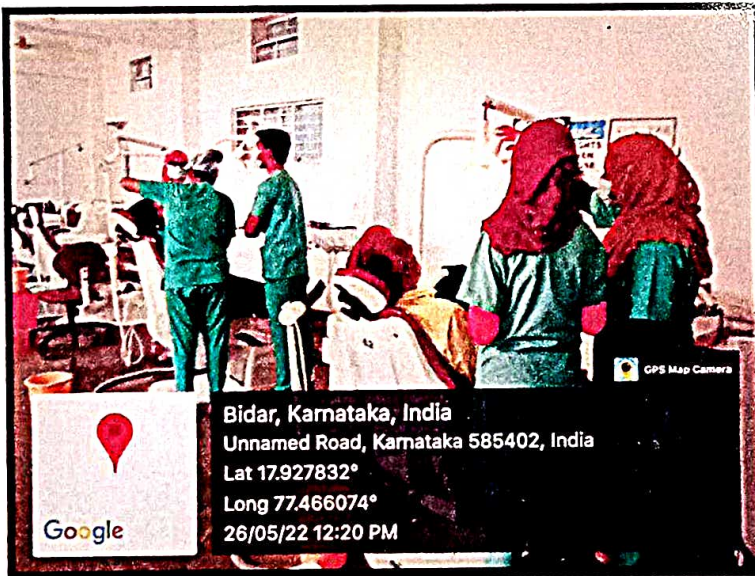 GPS Map Camera
Bidar, Karnataka, India
Unnamed Road, Karnataka 585402, India
Lat 17.927832°
Long 77.466074°
26/05/22 12:20 PM
Google